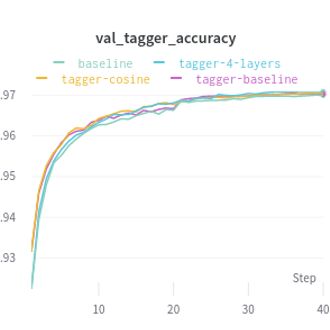 val_tagger_accuracy
baseline tagger-4-layers
tagger-cosine tagger-baseline
.97
.96
.95
.94
.93
Step
10 20 30 40